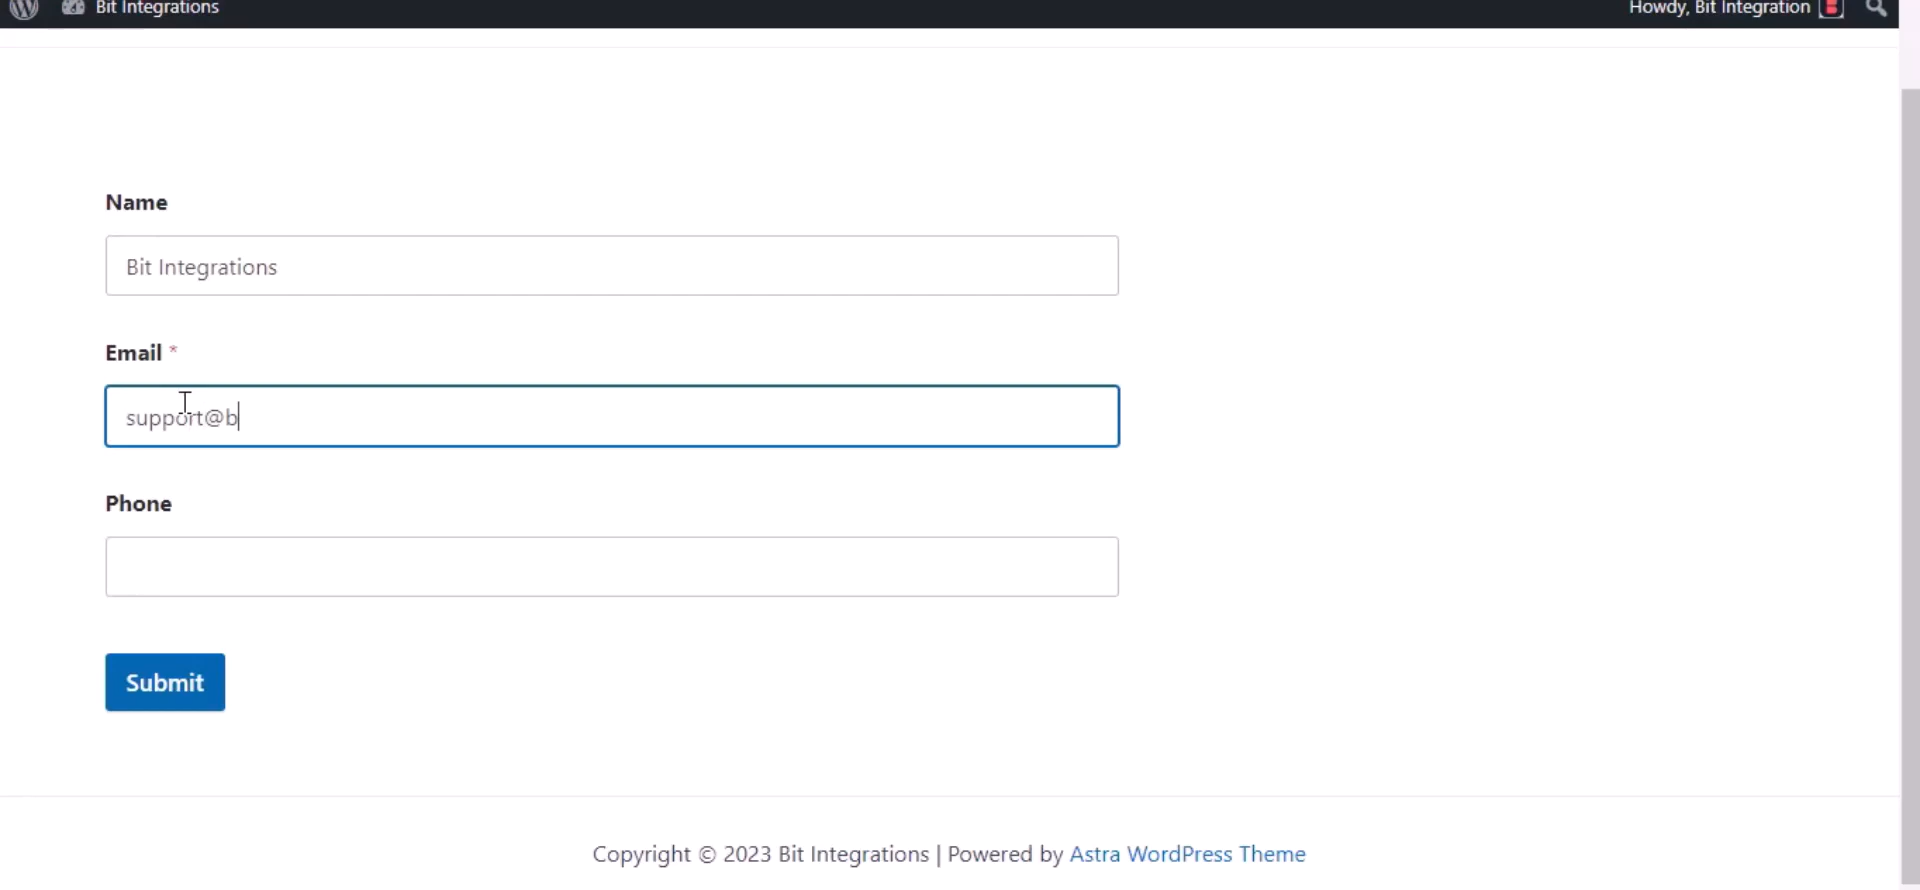 Bit Integrations
Howdy, Bit Integration
Name
Bit Integrations
Email *
support@b
Phone
Submit
Copyright © 2023 Bit Integrations | Powered by Astra WordPress Theme